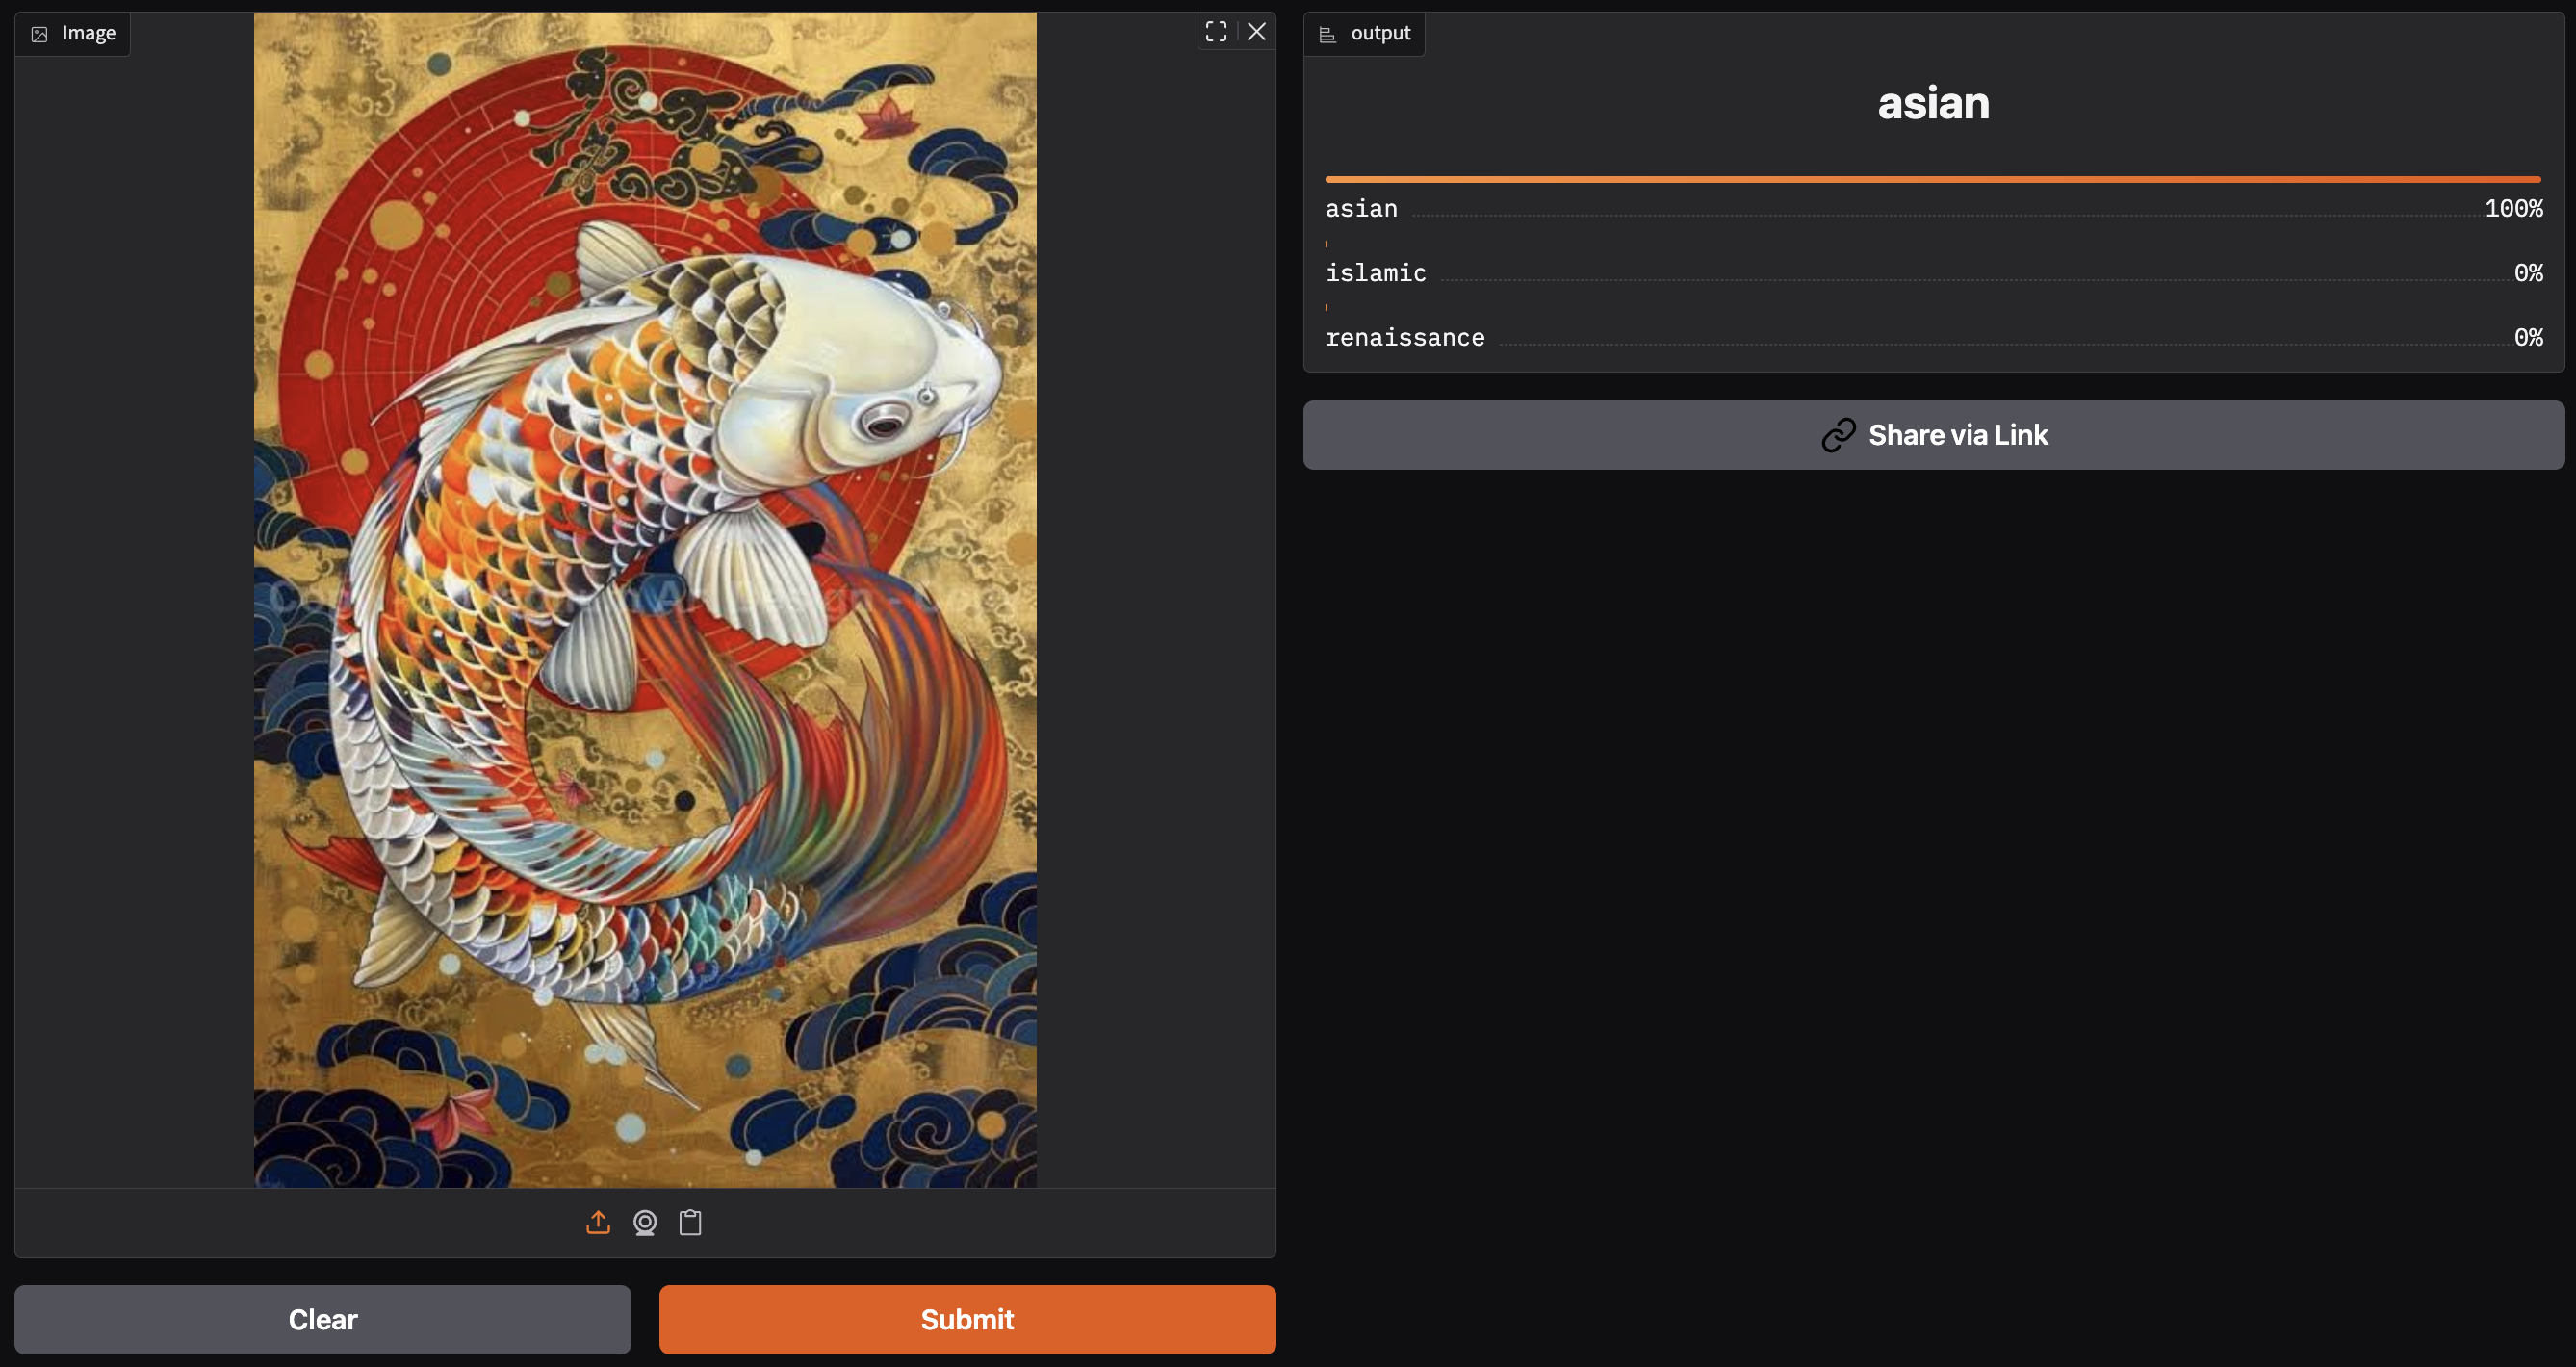 Image
output
asian
asian 100%
islamic 0%
renaissance 0%
Share via Link
Clear
Submit